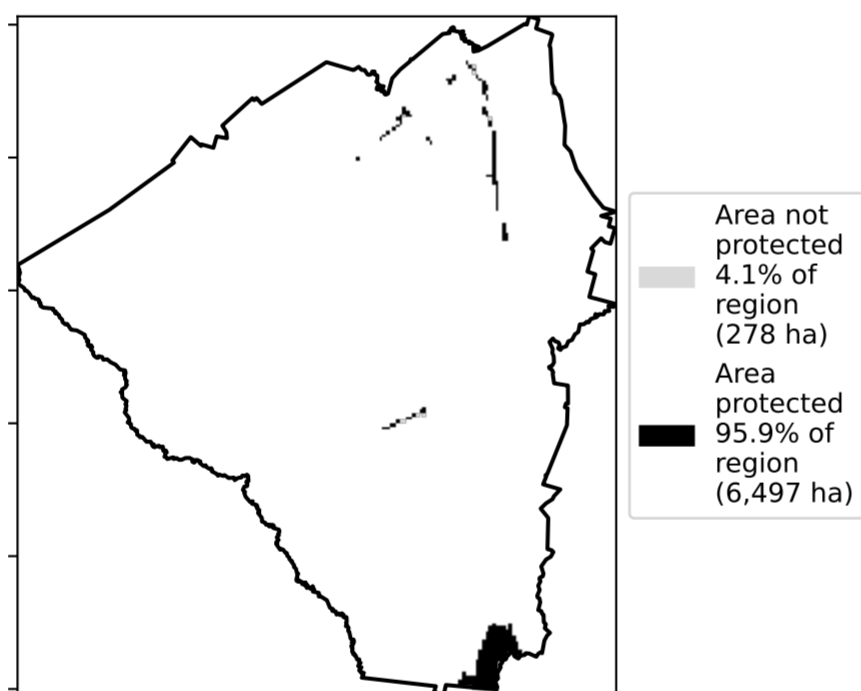 Area not
protected
4.1% of
region
(278 ha)
Area
protected
95.9% of
region
(6,497 ha)